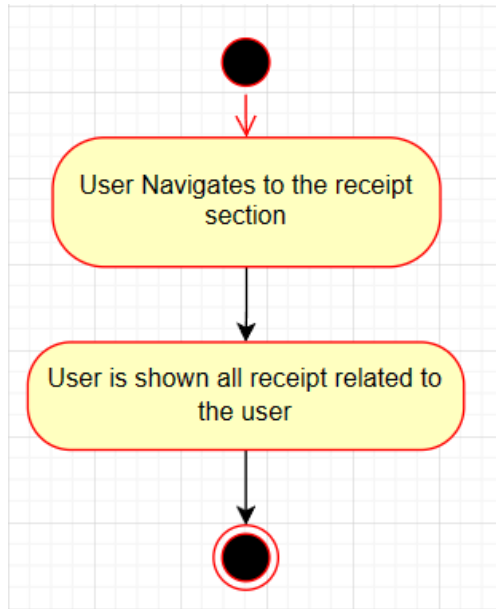 User Navigates to the receipt
section
User is shown all receipt related to
the user